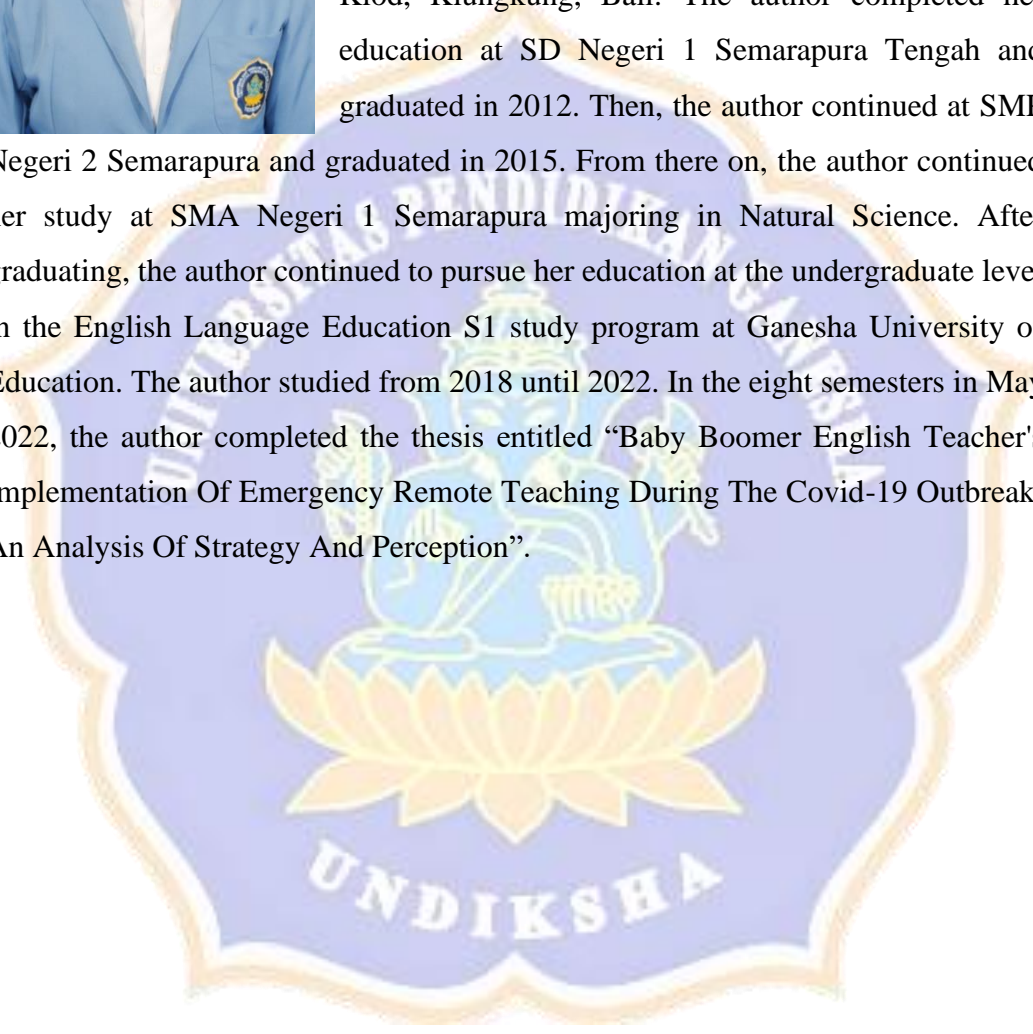 Klod, Klungkung, Bali. The author completed
education at SD Negeri 1 Semarapura Tengah and
graduated in 2012. Then, the author continued at SMP
Negeri 2 Semarapura and graduated in 2015. From there on, the author continued
her study at SMA Negeri 1 Semarapura majoring in Natural Science. After
graduating, the author continued to pursue her education at the undergraduate level
in the English Language Education S1 study program at Ganesha University of
Education. The author studied from 2018 until 2022. In the eight semesters in May
2022, the author completed the thesis entitled “Baby Boomer English Teacher's
Implementation Of Emergency Remote Teaching During The Covid-19 Outbreak:
An Analysis Of Strategy And Perception”.
UNIVERSITAS PENDIDIKAN GANESHA
UNDIKSHA